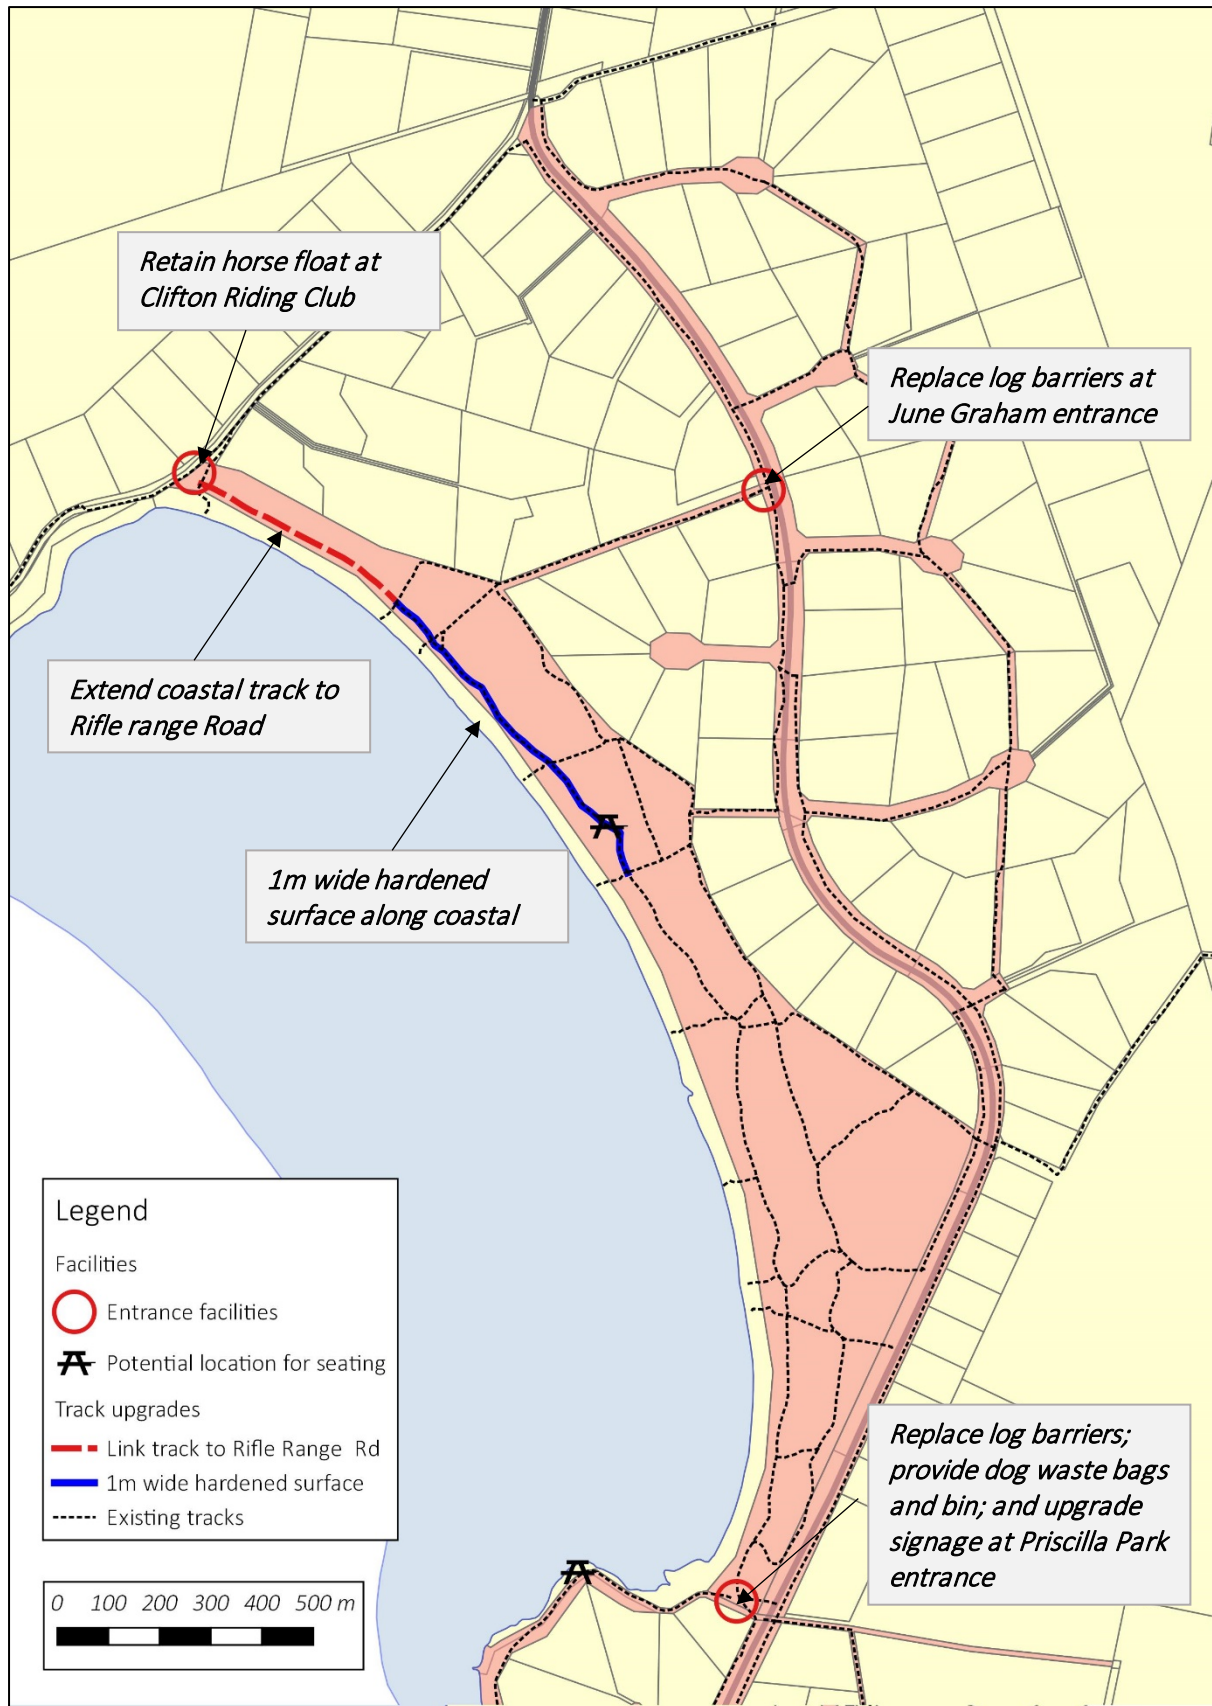 Retain horse float at
Clifton Riding Club
Replace log barriers at
June Graham entrance
Extend coastal track to
Rifle range Road
1m wide hardened
surface along coastal
Legend
Facilities
Entrance facilities
Potential location for seating
Track upgrades
Link track to Rifle Range Rd
1m wide hardened surface
Existing tracks
0 100 200 300 400 500 m
Replace log barriers;
provide dog waste bags
and bin; and upgrade
signage at Priscilla Park
entrance